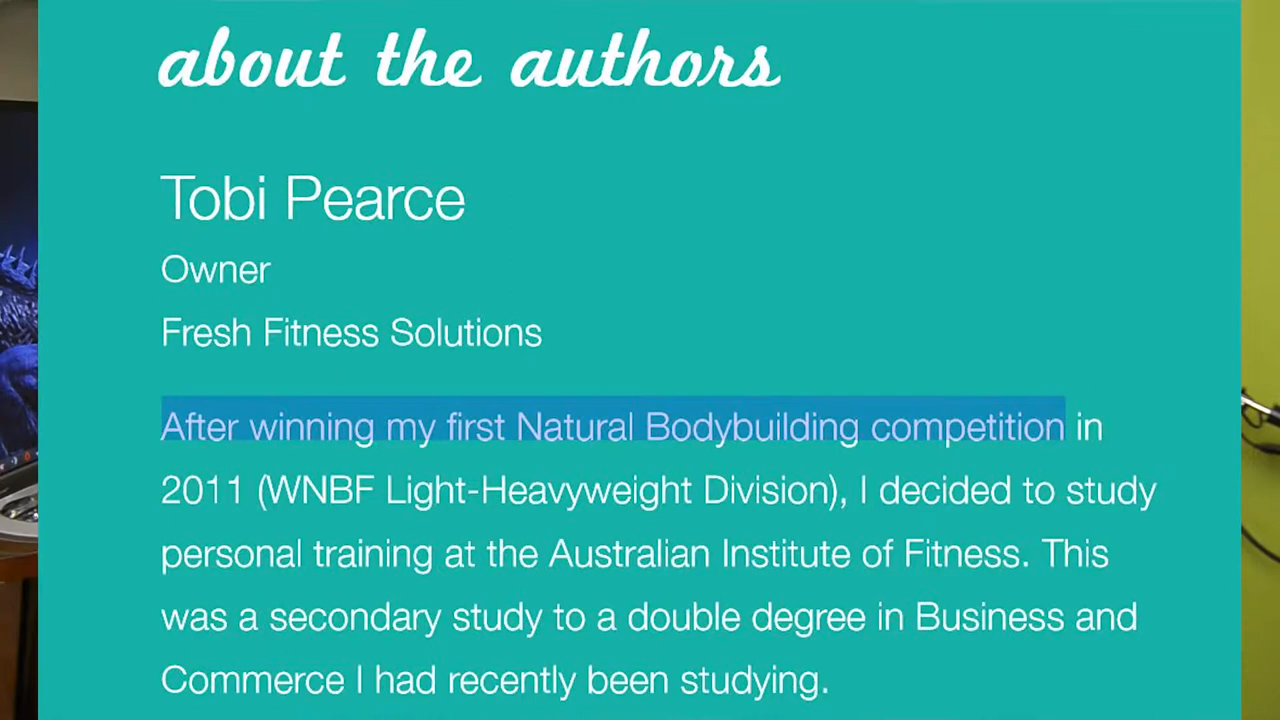 about the authors
Tobi Pearce
Owner
Fresh Fitness Solutions
After winning my first Natural Bodybuilding competition in
2011 (WNBF Light-Heavyweight Division), I decided to study
personal training at the Australian Institute of Fitness. This
was a secondary study to a double degree in Business and
Commerce I had recently been studying.